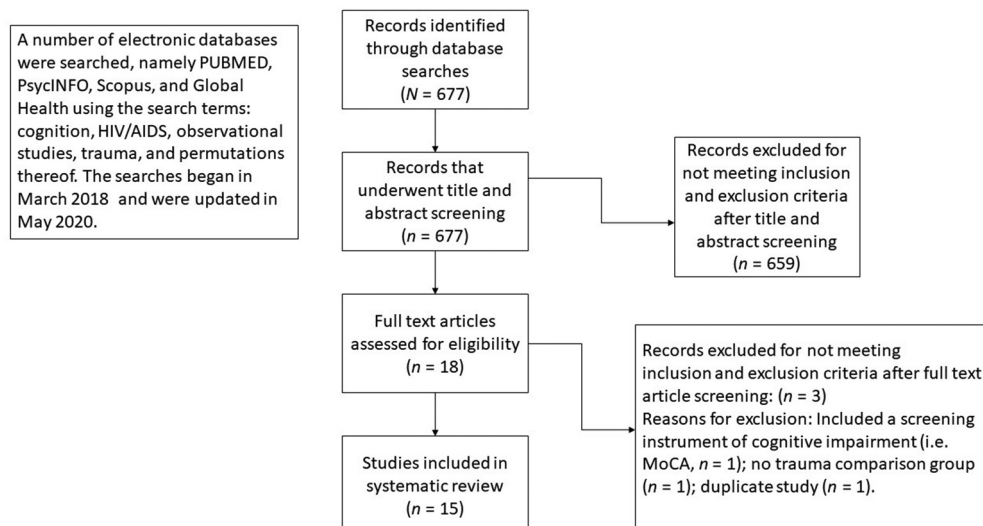 A number of electronic databases
were searched, namely PUBMED,
PsycINFO, Scopus, and Global
Health using the search terms:
cognition, HIV/AIDS, observational
studies, trauma, and permutations
thereof. The searches began in
March 2018 and were updated in
May 2020.
Records identified
through database
searches
(N = 677)
Records that
underwent title and
abstract screening
(n = 677)
Records excluded for
not meeting inclusion
and exclusion criteria
after title and
abstract screening
(n = 659)
Full text articles
assessed for eligibility
(n = 18)
Records excluded for not meeting
inclusion and exclusion criteria after full text
article screening: (n = 3)
Reasons for exclusion: Included a screening
instrument of cognitive impairment (i.e.
MoCA, n = 1); no trauma comparison group
(n = 1); duplicate study (n = 1).
Studies included in
systematic review
(n = 15)